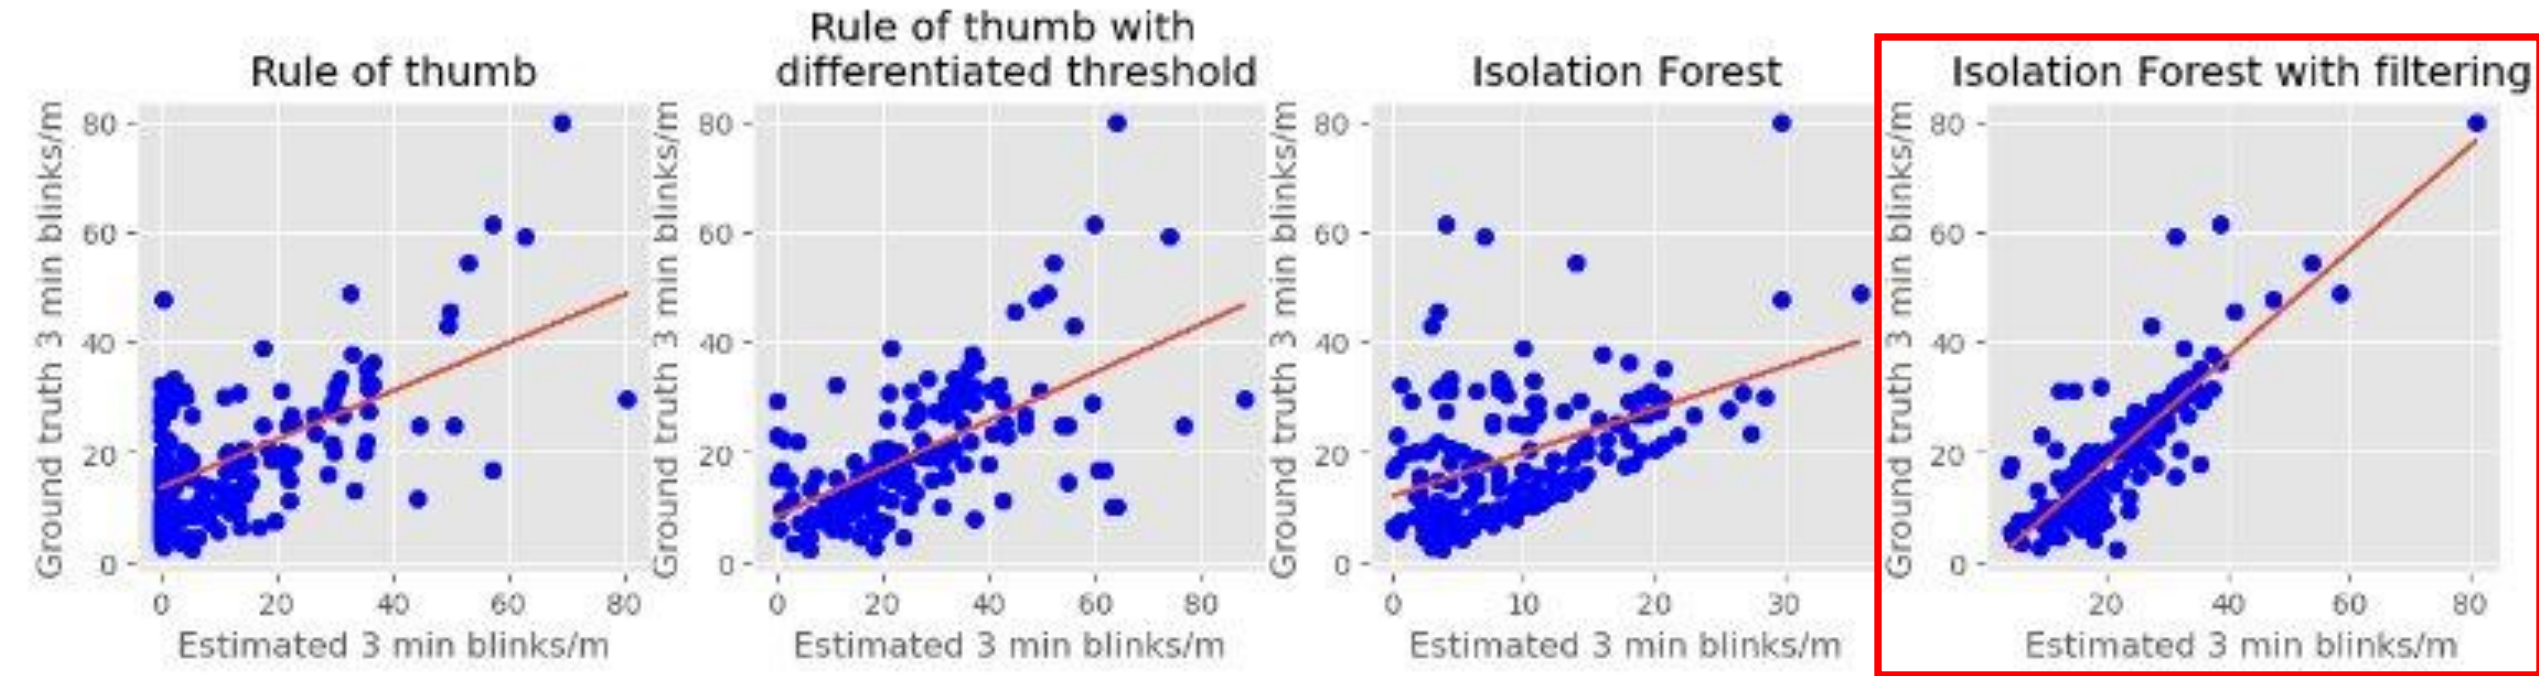 Rule of thumb
Ground truth 3 min blinks/m
80
60
40
20
0
0 20 40 60 80
Estimated 3 min blinks/m
Rule of thumb with
differentiated threshold
Ground truth 3 min blinks/m
80
60
40
20
0
0 20 40 60 80
Estimated 3 min blinks/m
Isolation Forest
Ground truth 3 min blinks/m
80
60
40
20
0
0 10 20 30
Estimated 3 min blinks/m
Isolation Forest with filtering
Ground truth 3 min blinks/m
80
60
40
20
0
20 40 60 80
Estimated 3 min blinks/m